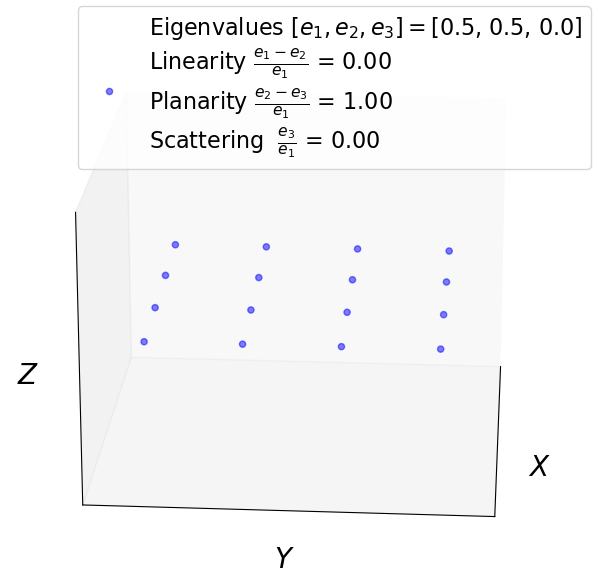 Eigenvalues [e₁, e₂, e₃] = [0.5, 0.5, 0.0]
Linearity (e₁ − e₂)/e₁ = 0.00
Planarity (e₂ − e₃)/e₁ = 1.00
Scattering e₃/e₁ = 0.00
Z
X
Y